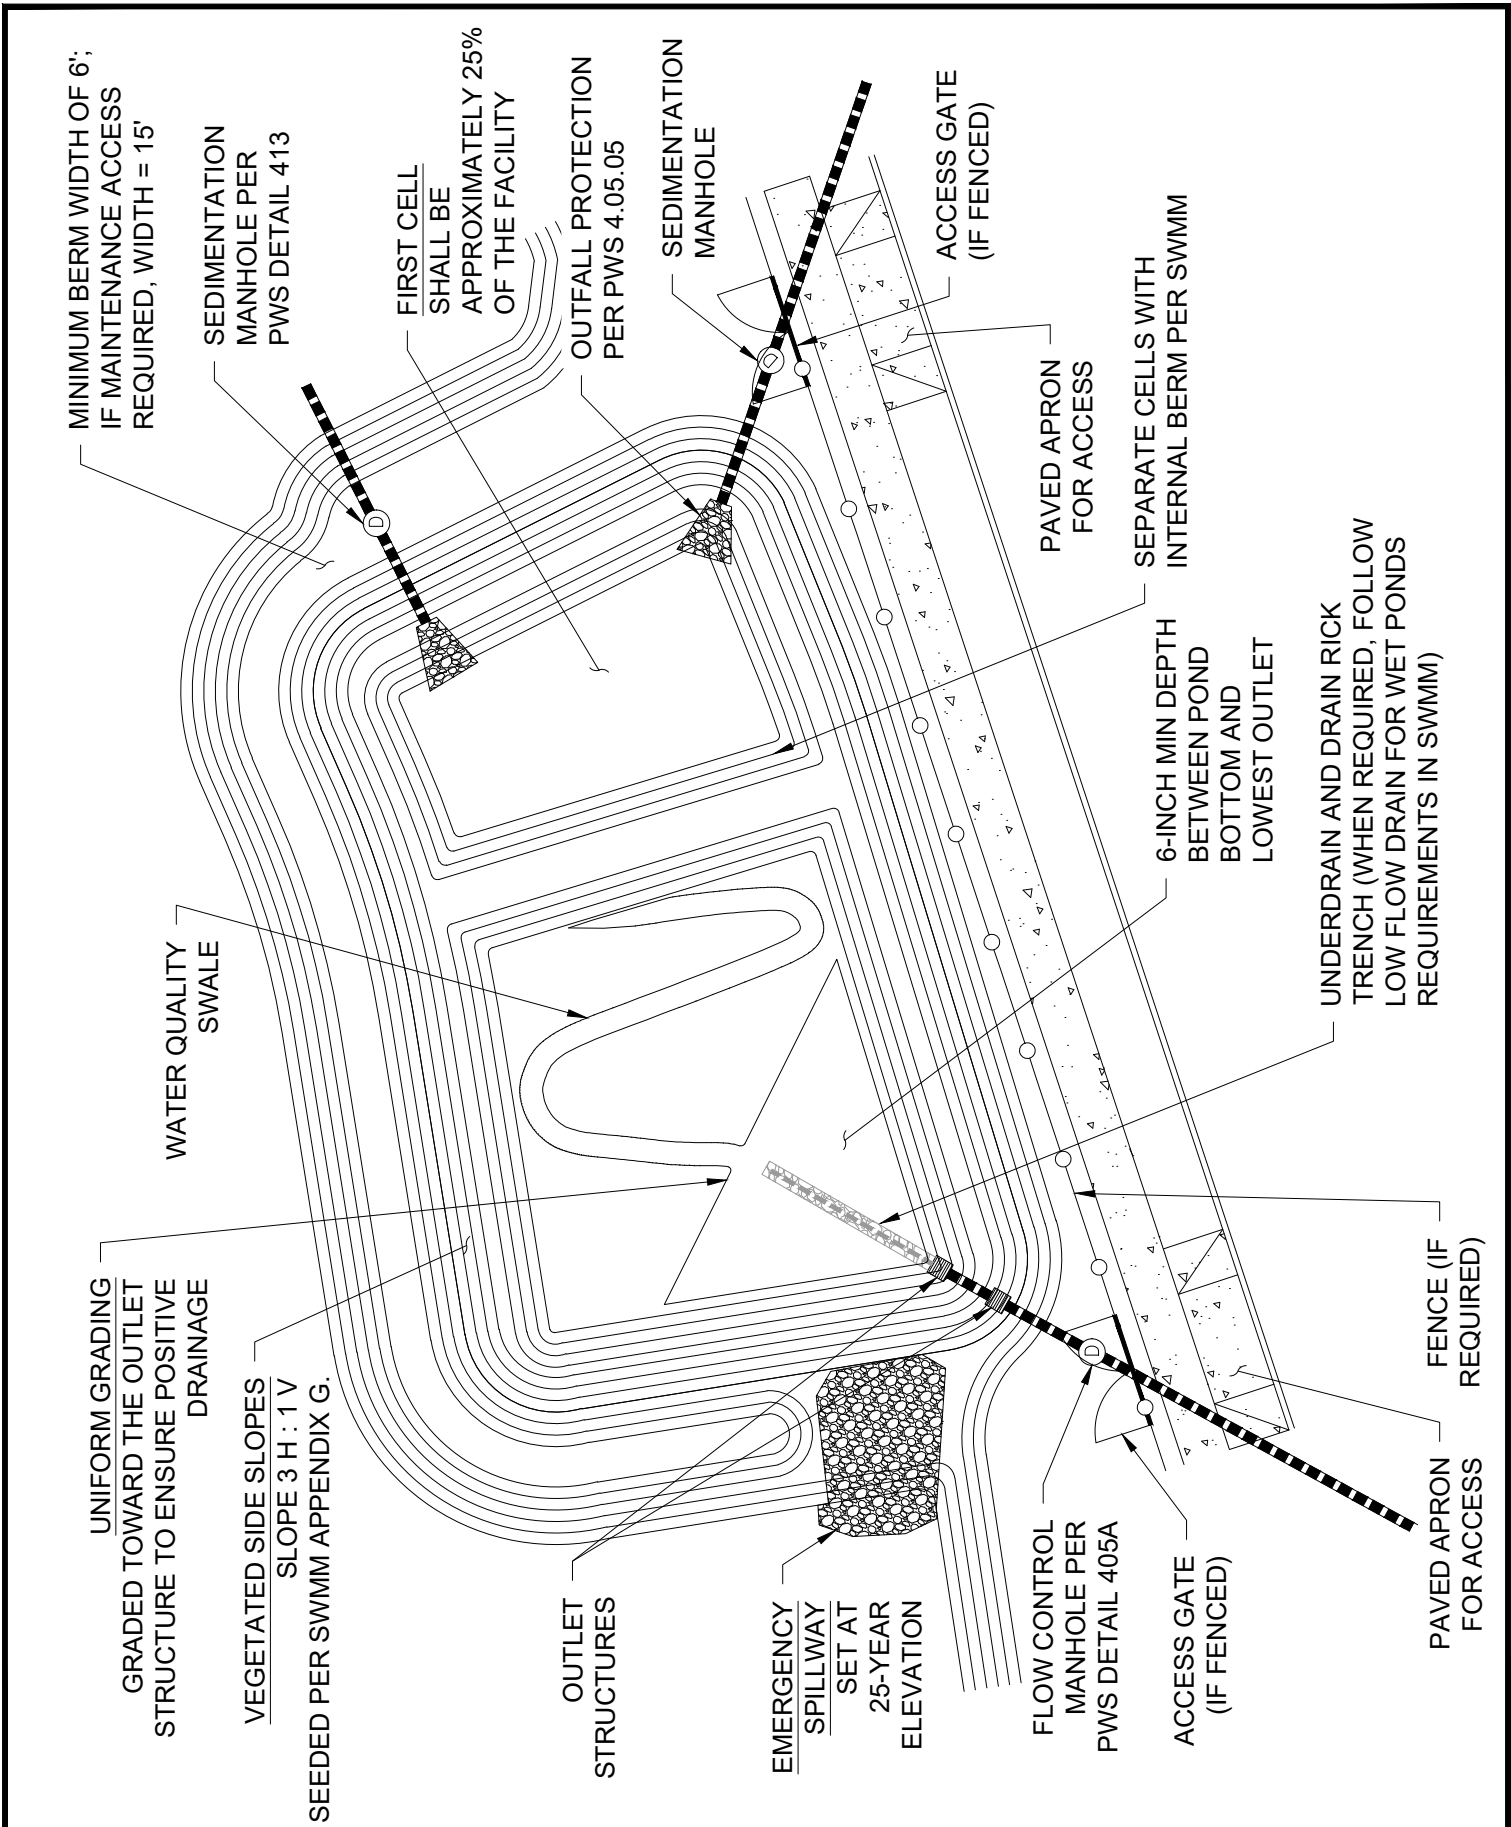 MINIMUM BERM WIDTH OF 6';
IF MAINTENANCE ACCESS
REQUIRED, WIDTH = 15'
SEDIMENTATION
MANHOLE PER
PWS DETAIL 413
FIRST CELL
SHALL BE
APPROXIMATELY 25%
OF THE FACILITY
OUTFALL PROTECTION
PER PWS 4.05.05
SEDIMENTATION
MANHOLE
ACCESS GATE
(IF FENCED)
PAVED APRON
FOR ACCESS
SEPARATE CELLS WITH
INTERNAL BERM PER SWMM
6-INCH MIN DEPTH
BETWEEN POND
BOTTOM AND
LOWEST OUTLET
UNDERDRAIN AND DRAIN RICK
TRENCH (WHEN REQUIRED, FOLLOW
LOW FLOW DRAIN FOR WET PONDS
REQUIREMENTS IN SWMM)
WATER QUALITY
SWALE
UNIFORM GRADING
GRADED TOWARD THE OUTLET
STRUCTURE TO ENSURE POSITIVE
DRAINAGE
VEGETATED SIDE SLOPES
SLOPE 3 H : 1 V
SEEDED PER SWMM APPENDIX G.
OUTLET
STRUCTURES
EMERGENCY
SPILLWAY
SET AT
25-YEAR
ELEVATION
FLOW CONTROL
MANHOLE PER
PWS DETAIL 405A
ACCESS GATE
(IF FENCED)
FENCE (IF
REQUIRED)
PAVED APRON
FOR ACCESS
D
D
D